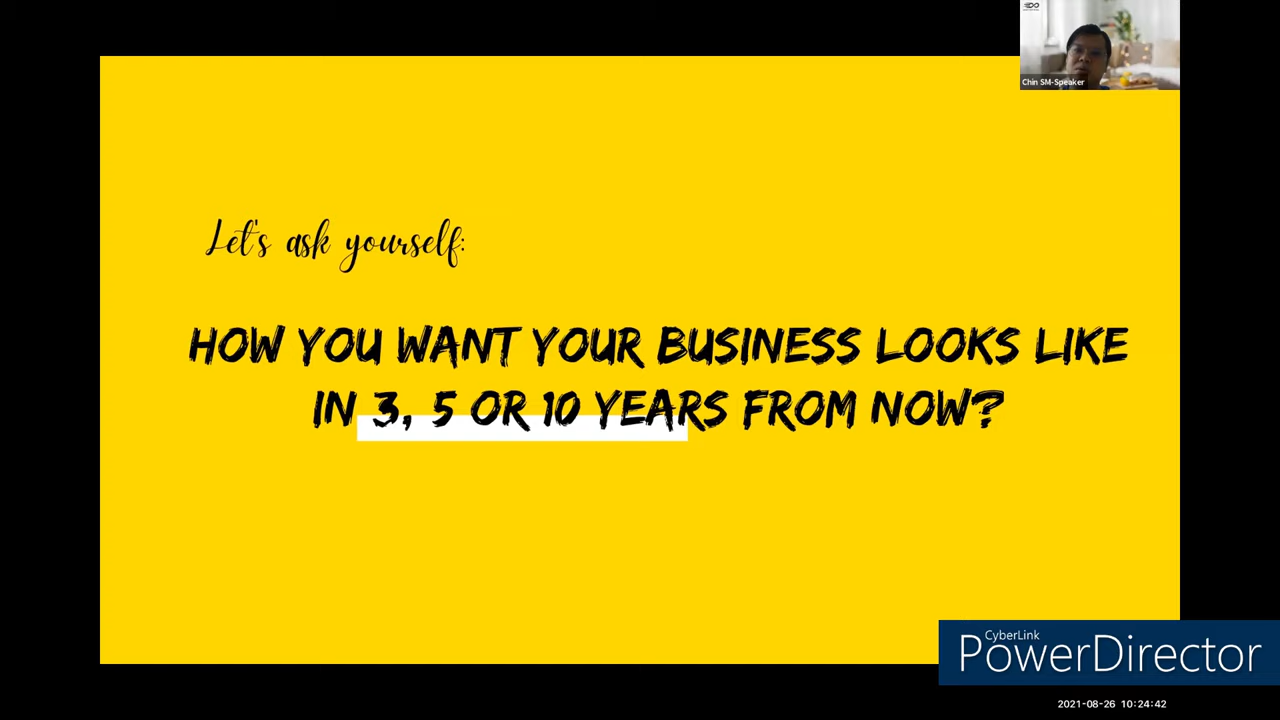 Chin SM-Speaker
Let's ask yourself:
HOW YOU WANT YOUR BUSINESS LOOKS LIKE
IN 3, 5 OR 10 YEARS FROM NOW?
CyberLink
PowerDirector
2021-08-26 10:24:42